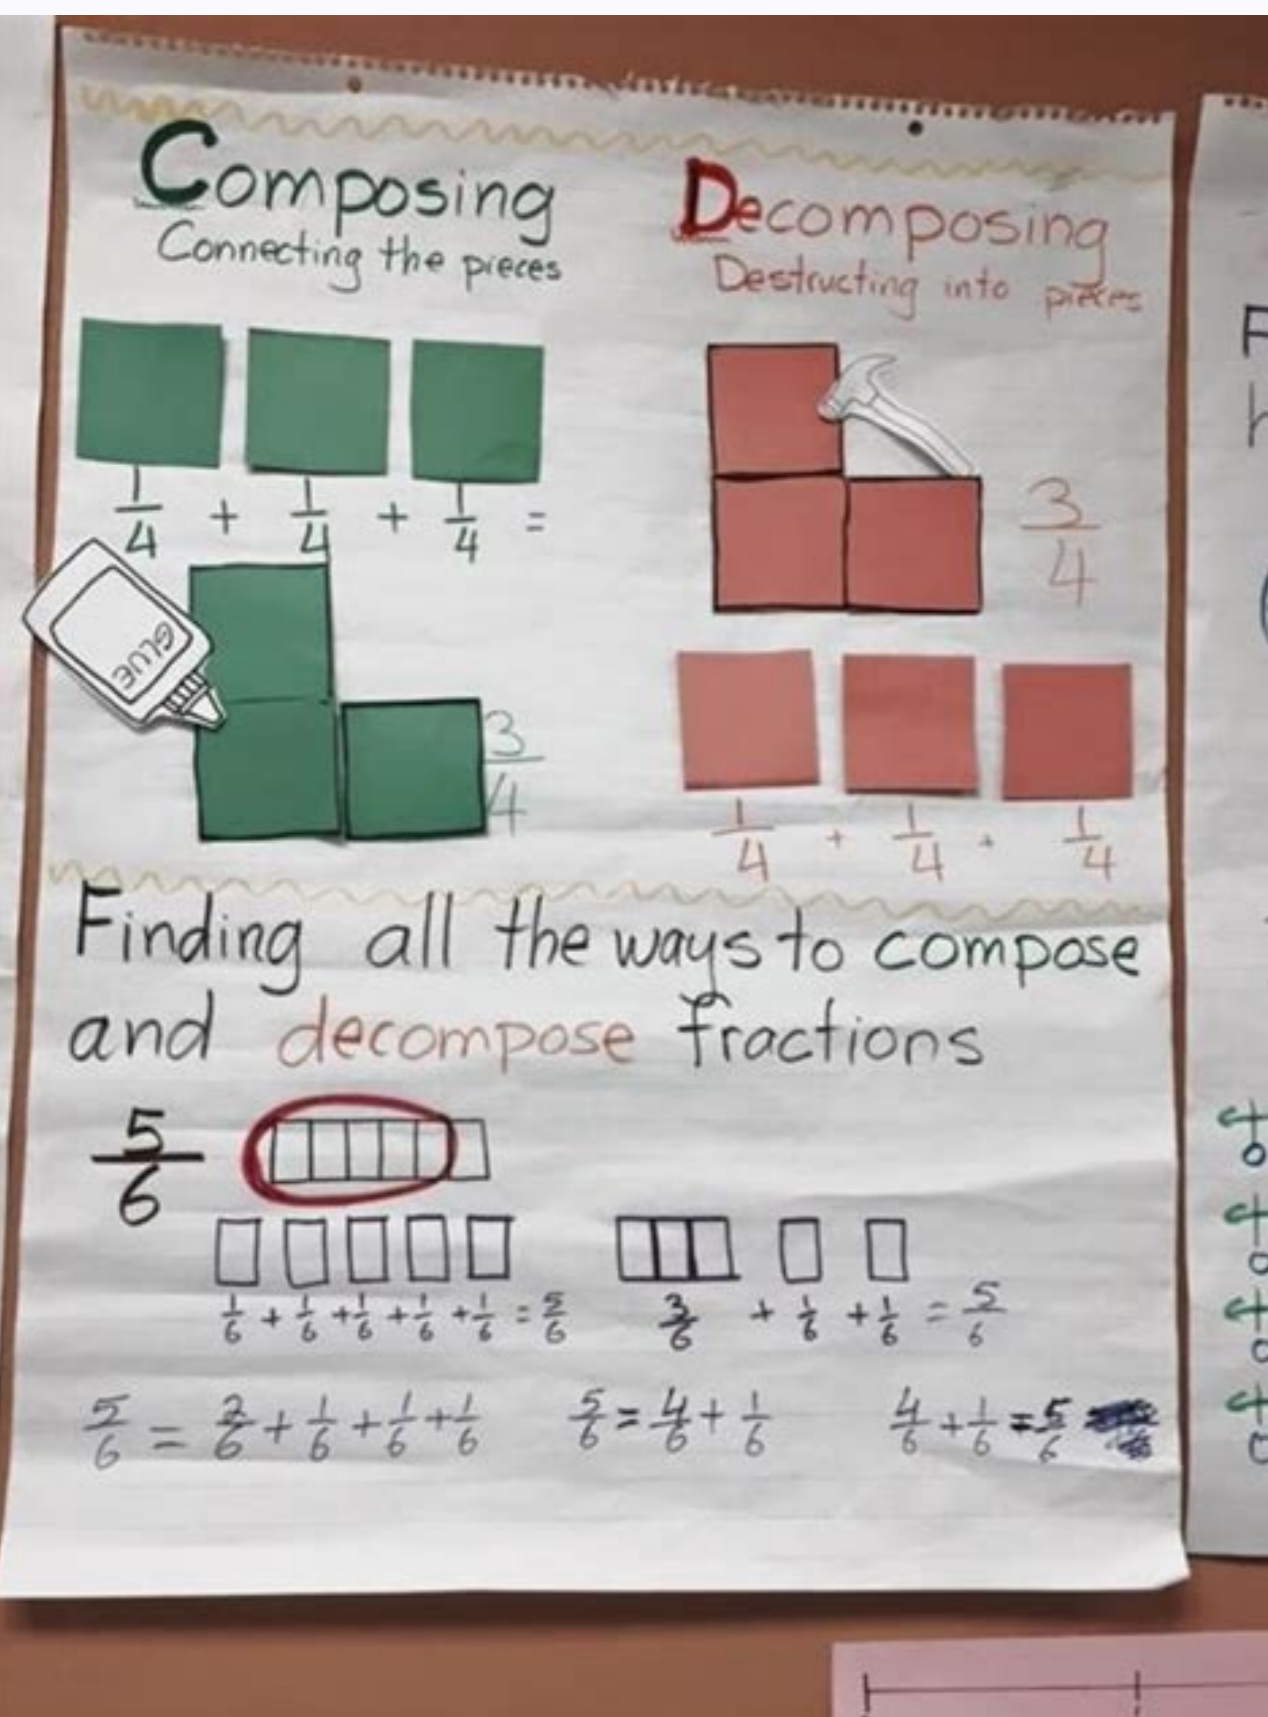 Composing
Connecting the pieces
1/4 + 1/4 + 1/4 =
GLUE
3/4
Decomposing
Destructing into pieces
3/4
1/4 + 1/4 + 1/4
Finding all the ways to compose
and decompose fractions
5/6
1/6 + 1/6 + 1/6 + 1/6 + 1/6 = 5/6
3/6 + 1/6 + 1/6 = 5/6
5/6 = 2/6 + 1/6 + 1/6 + 1/6
5/6 = 4/6 + 1/6
4/6 + 1/6 = 5/6